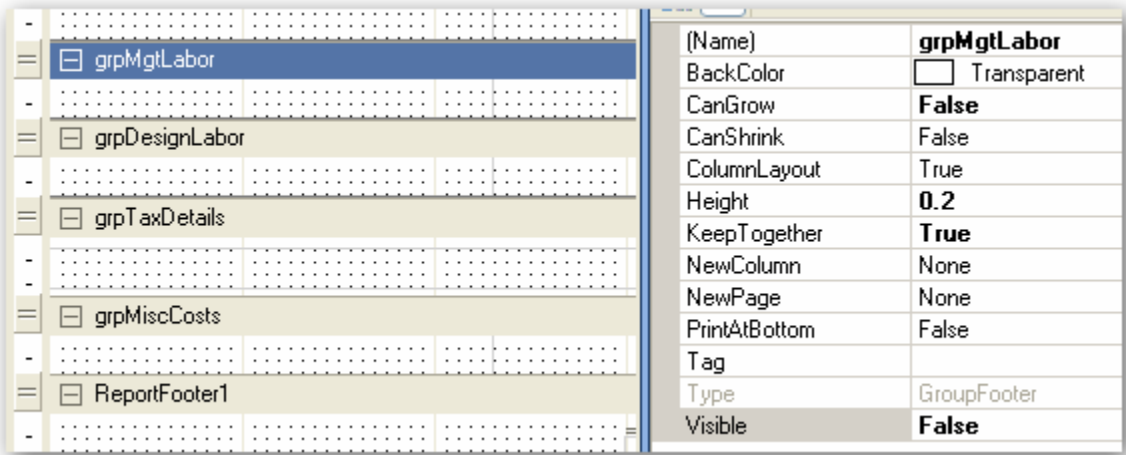 grpMgtLabor
grpDesignLabor
grpTaxDetails
grpMiscCosts
ReportFooter1
(Name) grpMgtLabor
BackColor Transparent
CanGrow False
CanShrink False
ColumnLayout True
Height 0.2
KeepTogether True
NewColumn None
NewPage None
PrintAtBottom False
Tag
Type GroupFooter
Visible False